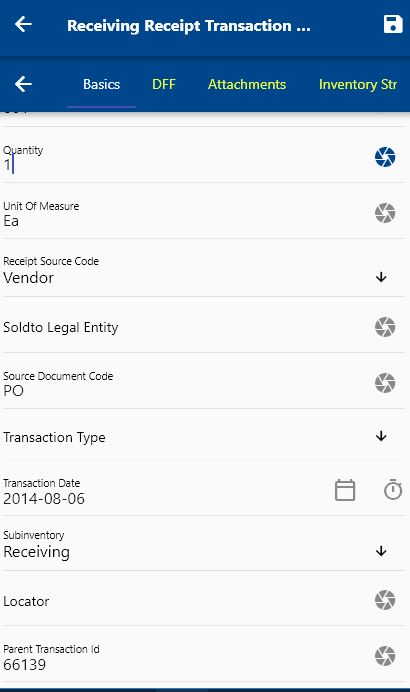 Receiving Receipt Transaction ...
Basics DFF Attachments Inventory Str
Quantity
1
Unit Of Measure
Ea
Receipt Source Code
Vendor
Soldto Legal Entity
Source Document Code
PO
Transaction Type
Transaction Date
2014-08-06
Subinventory
Receiving
Locator
Parent Transaction Id
66139